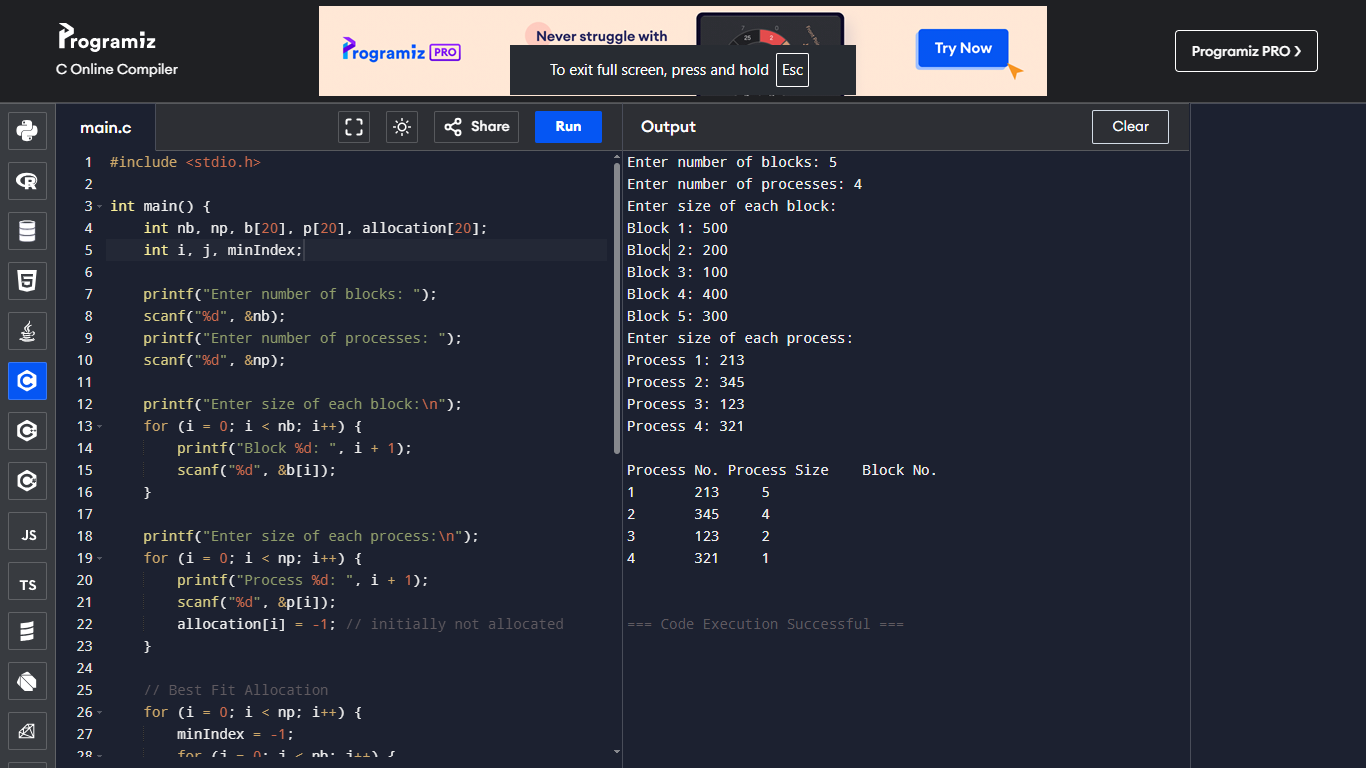 Programiz
C Online Compiler
Programiz PRO
Never struggle with
Try Now
To exit full screen, press and hold Esc
Programiz PRO
main.c
Share
Run
Output
Clear
JS
TS
1 #include <stdio.h>
2
3 int main() {
4     int nb, np, b[20], p[20], allocation[20];
5     int i, j, minIndex;
6
7     printf("Enter number of blocks: ");
8     scanf("%d", &nb);
9     printf("Enter number of processes: ");
10     scanf("%d", &np);
11
12     printf("Enter size of each block:\n");
13     for (i = 0; i < nb; i++) {
14         printf("Block %d: ", i + 1);
15         scanf("%d", &b[i]);
16     }
17
18     printf("Enter size of each process:\n");
19     for (i = 0; i < np; i++) {
20         printf("Process %d: ", i + 1);
21         scanf("%d", &p[i]);
22         allocation[i] = -1; // initially not allocated
23     }
24
25     // Best Fit Allocation
26     for (i = 0; i < np; i++) {
27         minIndex = -1;
28         for (j = 0; j < nb; j++) {
Enter number of blocks: 5
Enter number of processes: 4
Enter size of each block:
Block 1: 500
Block 2: 200
Block 3: 100
Block 4: 400
Block 5: 300
Enter size of each process:
Process 1: 213
Process 2: 345
Process 3: 123
Process 4: 321
Process No. Process Size    Block No.
1       213     5
2       345     4
3       123     2
4       321     1
=== Code Execution Successful ===